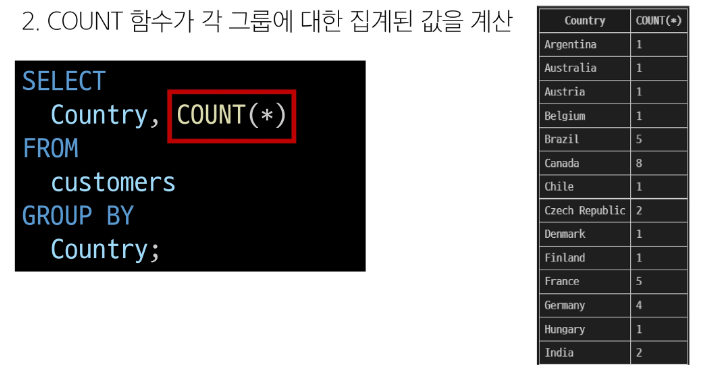 2. COUNT 함수가 각 그룹에 대한 집계된 값을 계산
SELECT
Country, COUNT(*)
FROM
customers
GROUP BY
Country;
Country COUNT(*)
Argentina 1
Australia 1
Austria 1
Belgium 1
Brazil 5
Canada 8
Chile 1
Czech Republic 2
Denmark 1
Finland 1
France 5
Germany 4
Hungary 1
India 2